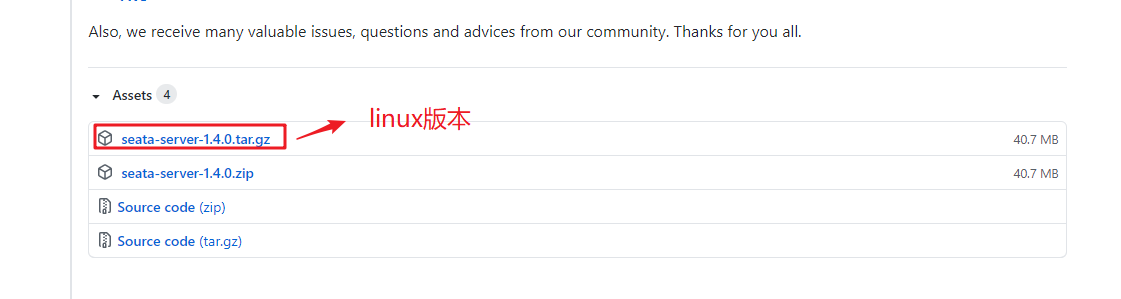 Also, we receive many valuable issues, questions and advices from our community. Thanks for you all.
Assets 4
linux版本
seata-server-1.4.0.tar.gz 40.7 MB
seata-server-1.4.0.zip 40.7 MB
Source code (zip)
Source code (tar.gz)